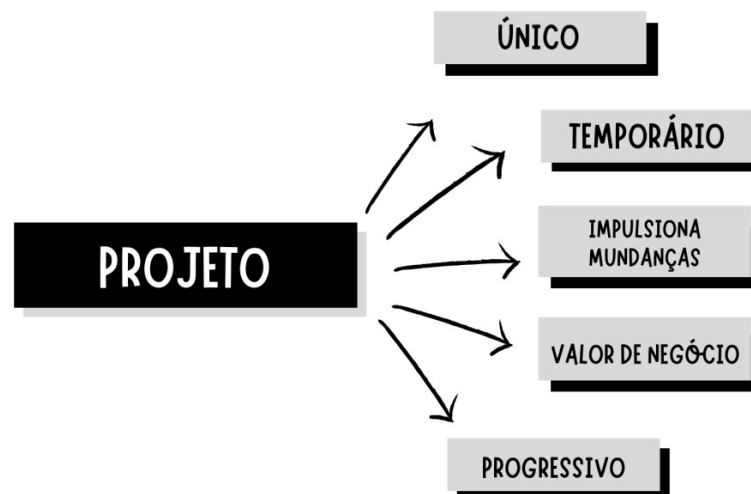 ÚNICO
TEMPORÁRIO
PROJETO
IMPULSIONA
MUNDANÇAS
VALOR DE NEGÓCIO
PROGRESSIVO